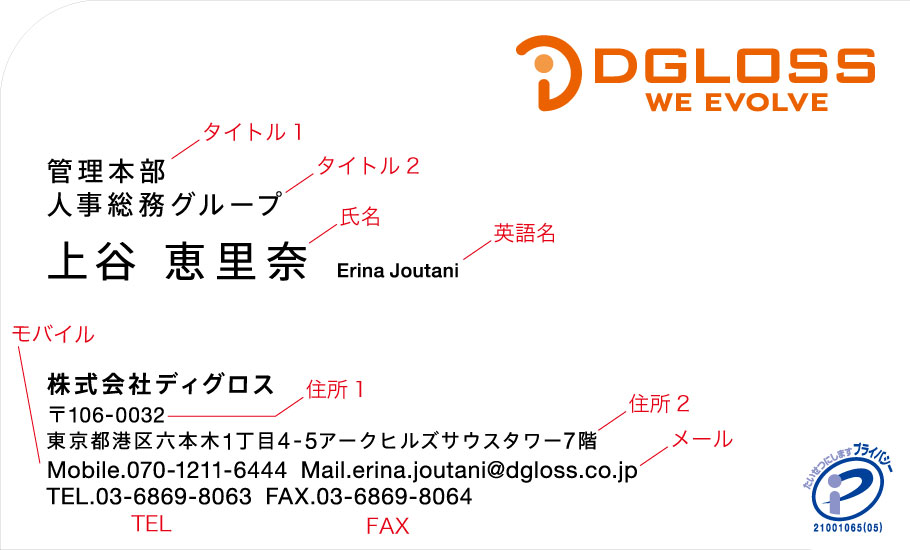 DGLOSS
WE EVOLVE
タイトル1
管理本部
タイトル2
人事総務グループ
氏名
英語名
上谷 恵里奈 Erina Joutani
モバイル
株式会社ディグロス
住所1
〒106-0032
住所2
東京都港区六本木1丁目4-5アークヒルズサウスタワー7階
メール
Mobile.070-1211-6444 Mail.erina.joutani@dgloss.co.jp
TEL.03-6869-8063 FAX.03-6869-8064
TEL
FAX
たいせつにします プライバシー
21001065(05)